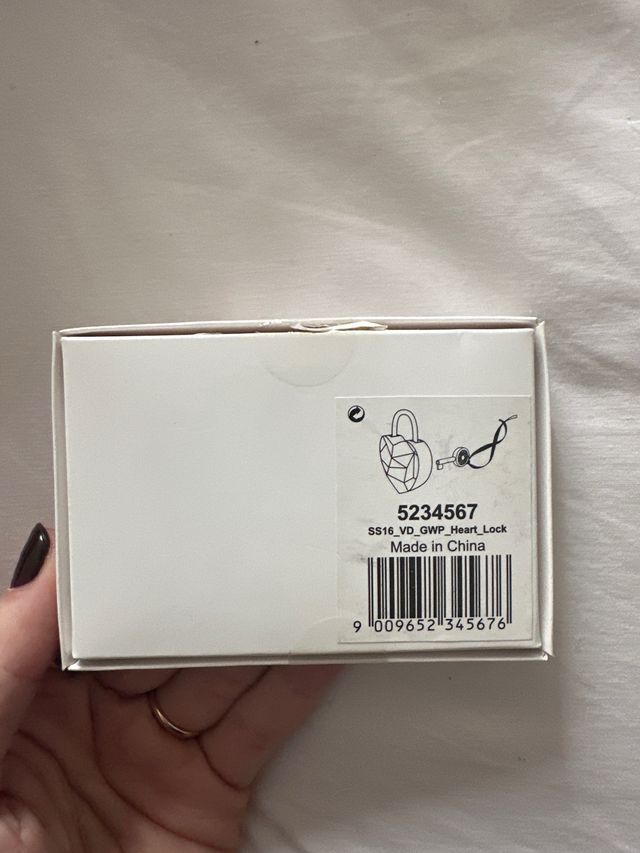 5234567
SS16_VD_GWP_Heart_Lock
Made in China
9 009652 345676